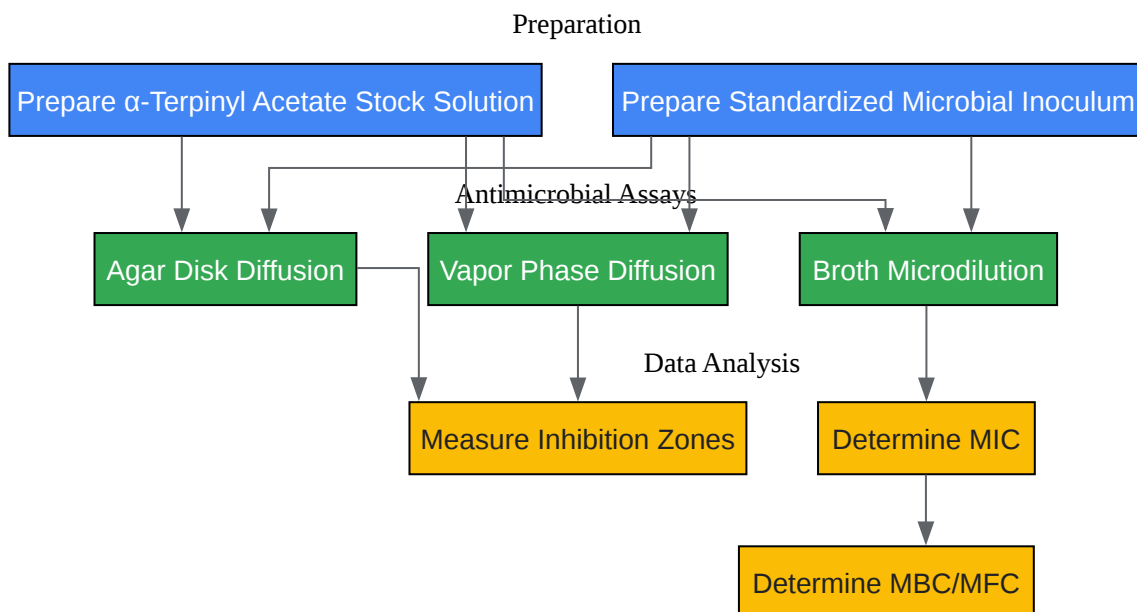 Preparation
Prepare α-Terpinyl Acetate Stock Solution
Prepare Standardized Microbial Inoculum
Antimicrobial Assays
Agar Disk Diffusion
Vapor Phase Diffusion
Broth Microdilution
Data Analysis
Measure Inhibition Zones
Determine MIC
Determine MBC/MFC